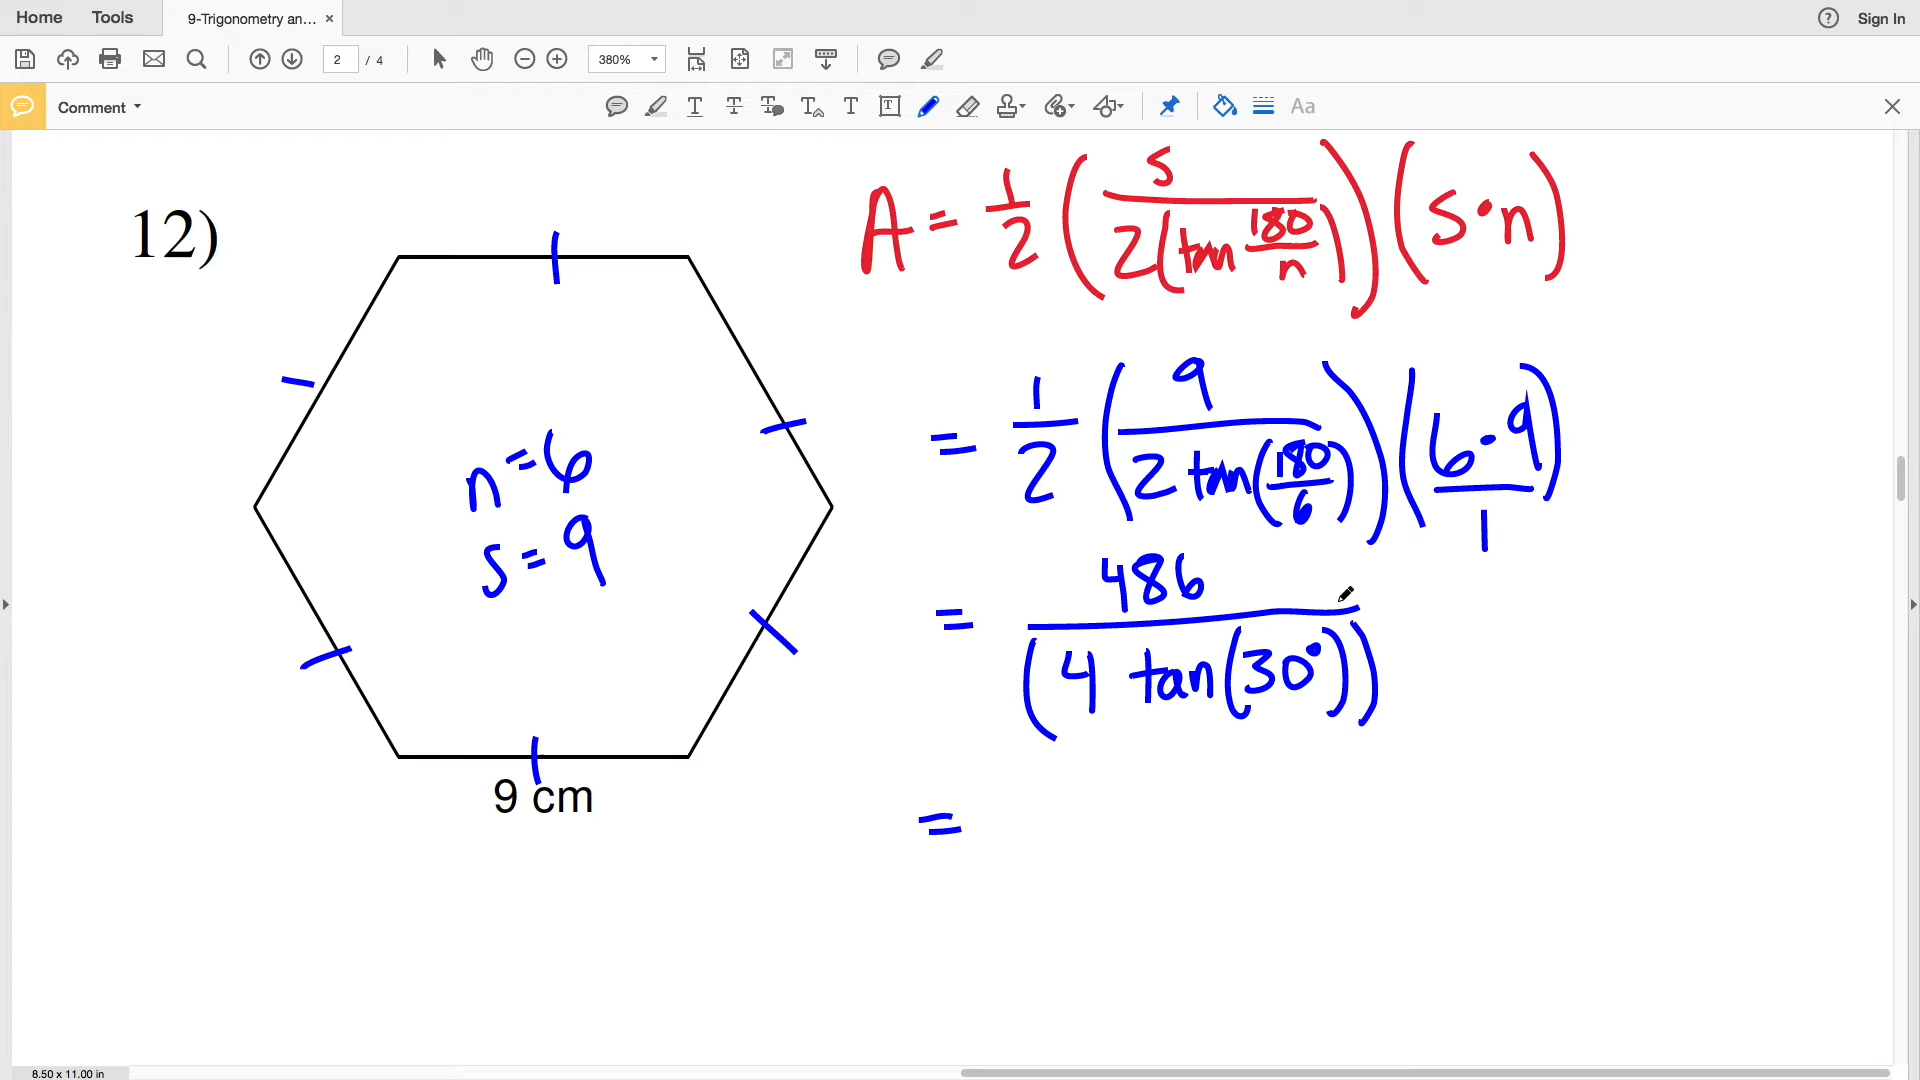 Home Tools 9-Trigonometry an... × ? Sign In
2 / 4 380%
Comment T T T T T T Aa
12)
A = 1/2 (s / 2(tan 180/n)) (s · n)
= 1/2 (9 / 2 tan(180/6)) (6 · 9 / 1)
n = 6
s = 9
= 486 / (4 tan(30°))
9 cm
=
8.50 x 11.00 in